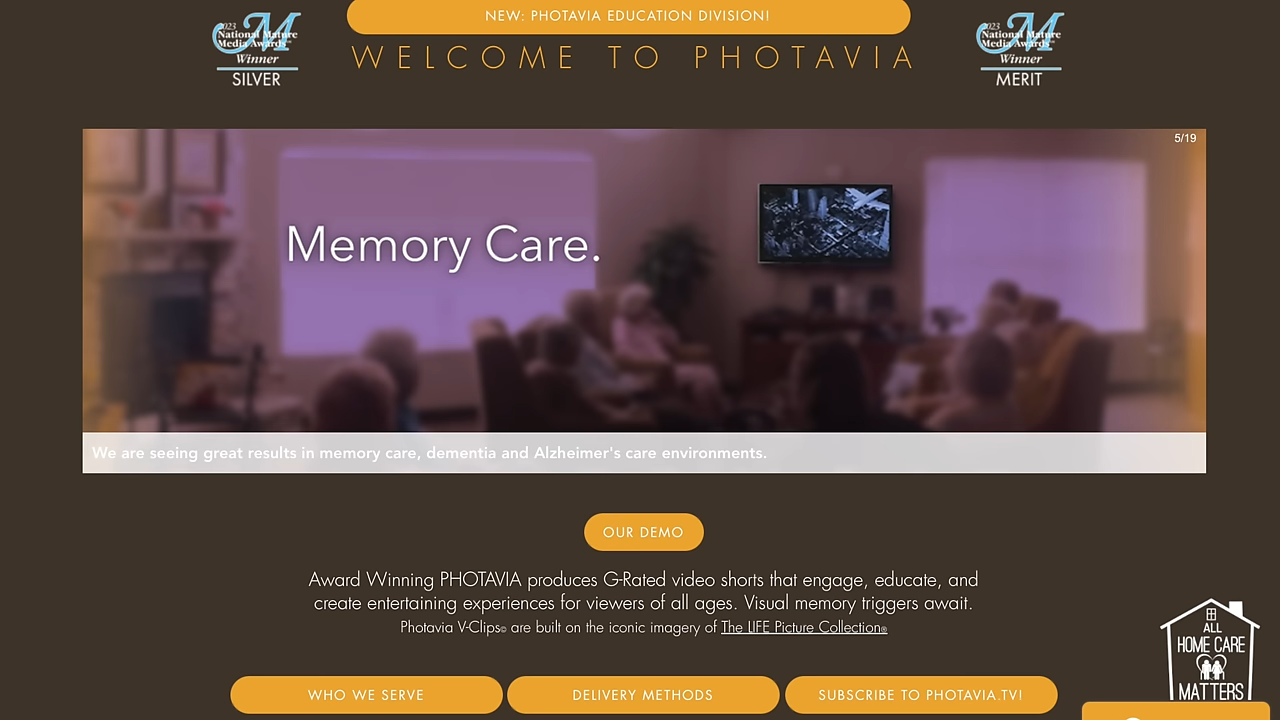 NEW: PHOTAVIA EDUCATION DIVISION!
2023
National Mature
Media Awards
Winner
SILVER
WELCOME TO PHOTAVIA
2023
National Mature
Media Awards
Winner
MERIT
5/19
Memory Care.
We are seeing great results in memory care, dementia and Alzheimer's care environments.
OUR DEMO
Award Winning PHOTAVIA produces G-Rated video shorts that engage, educate, and
create entertaining experiences for viewers of all ages. Visual memory triggers await.
Photavia V-Clips© are built on the iconic imagery of The LIFE Picture Collection®
ALL
HOME CARE
MATTERS
WHO WE SERVE
DELIVERY METHODS
SUBSCRIBE TO PHOTAVIA.TV!